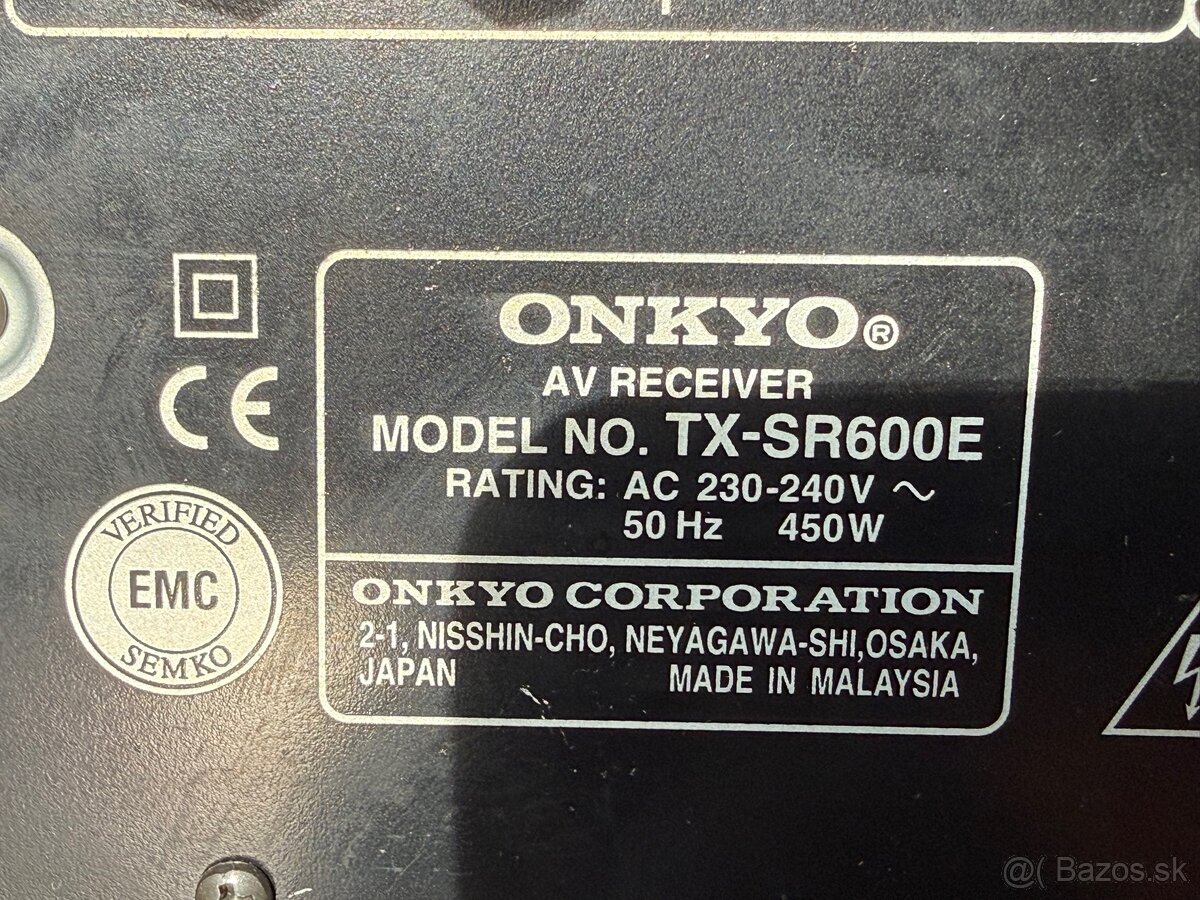 ONKYO®
AV RECEIVER
MODEL NO. TX-SR600E
RATING: AC 230-240V ~
50 Hz 450W
CE
VERIFIED
EMC
SEMKO
ONKYO CORPORATION
2-1, NISSHIN-CHO, NEYAGAWA-SHI,OSAKA,
JAPAN MADE IN MALAYSIA
@( Bazos.sk